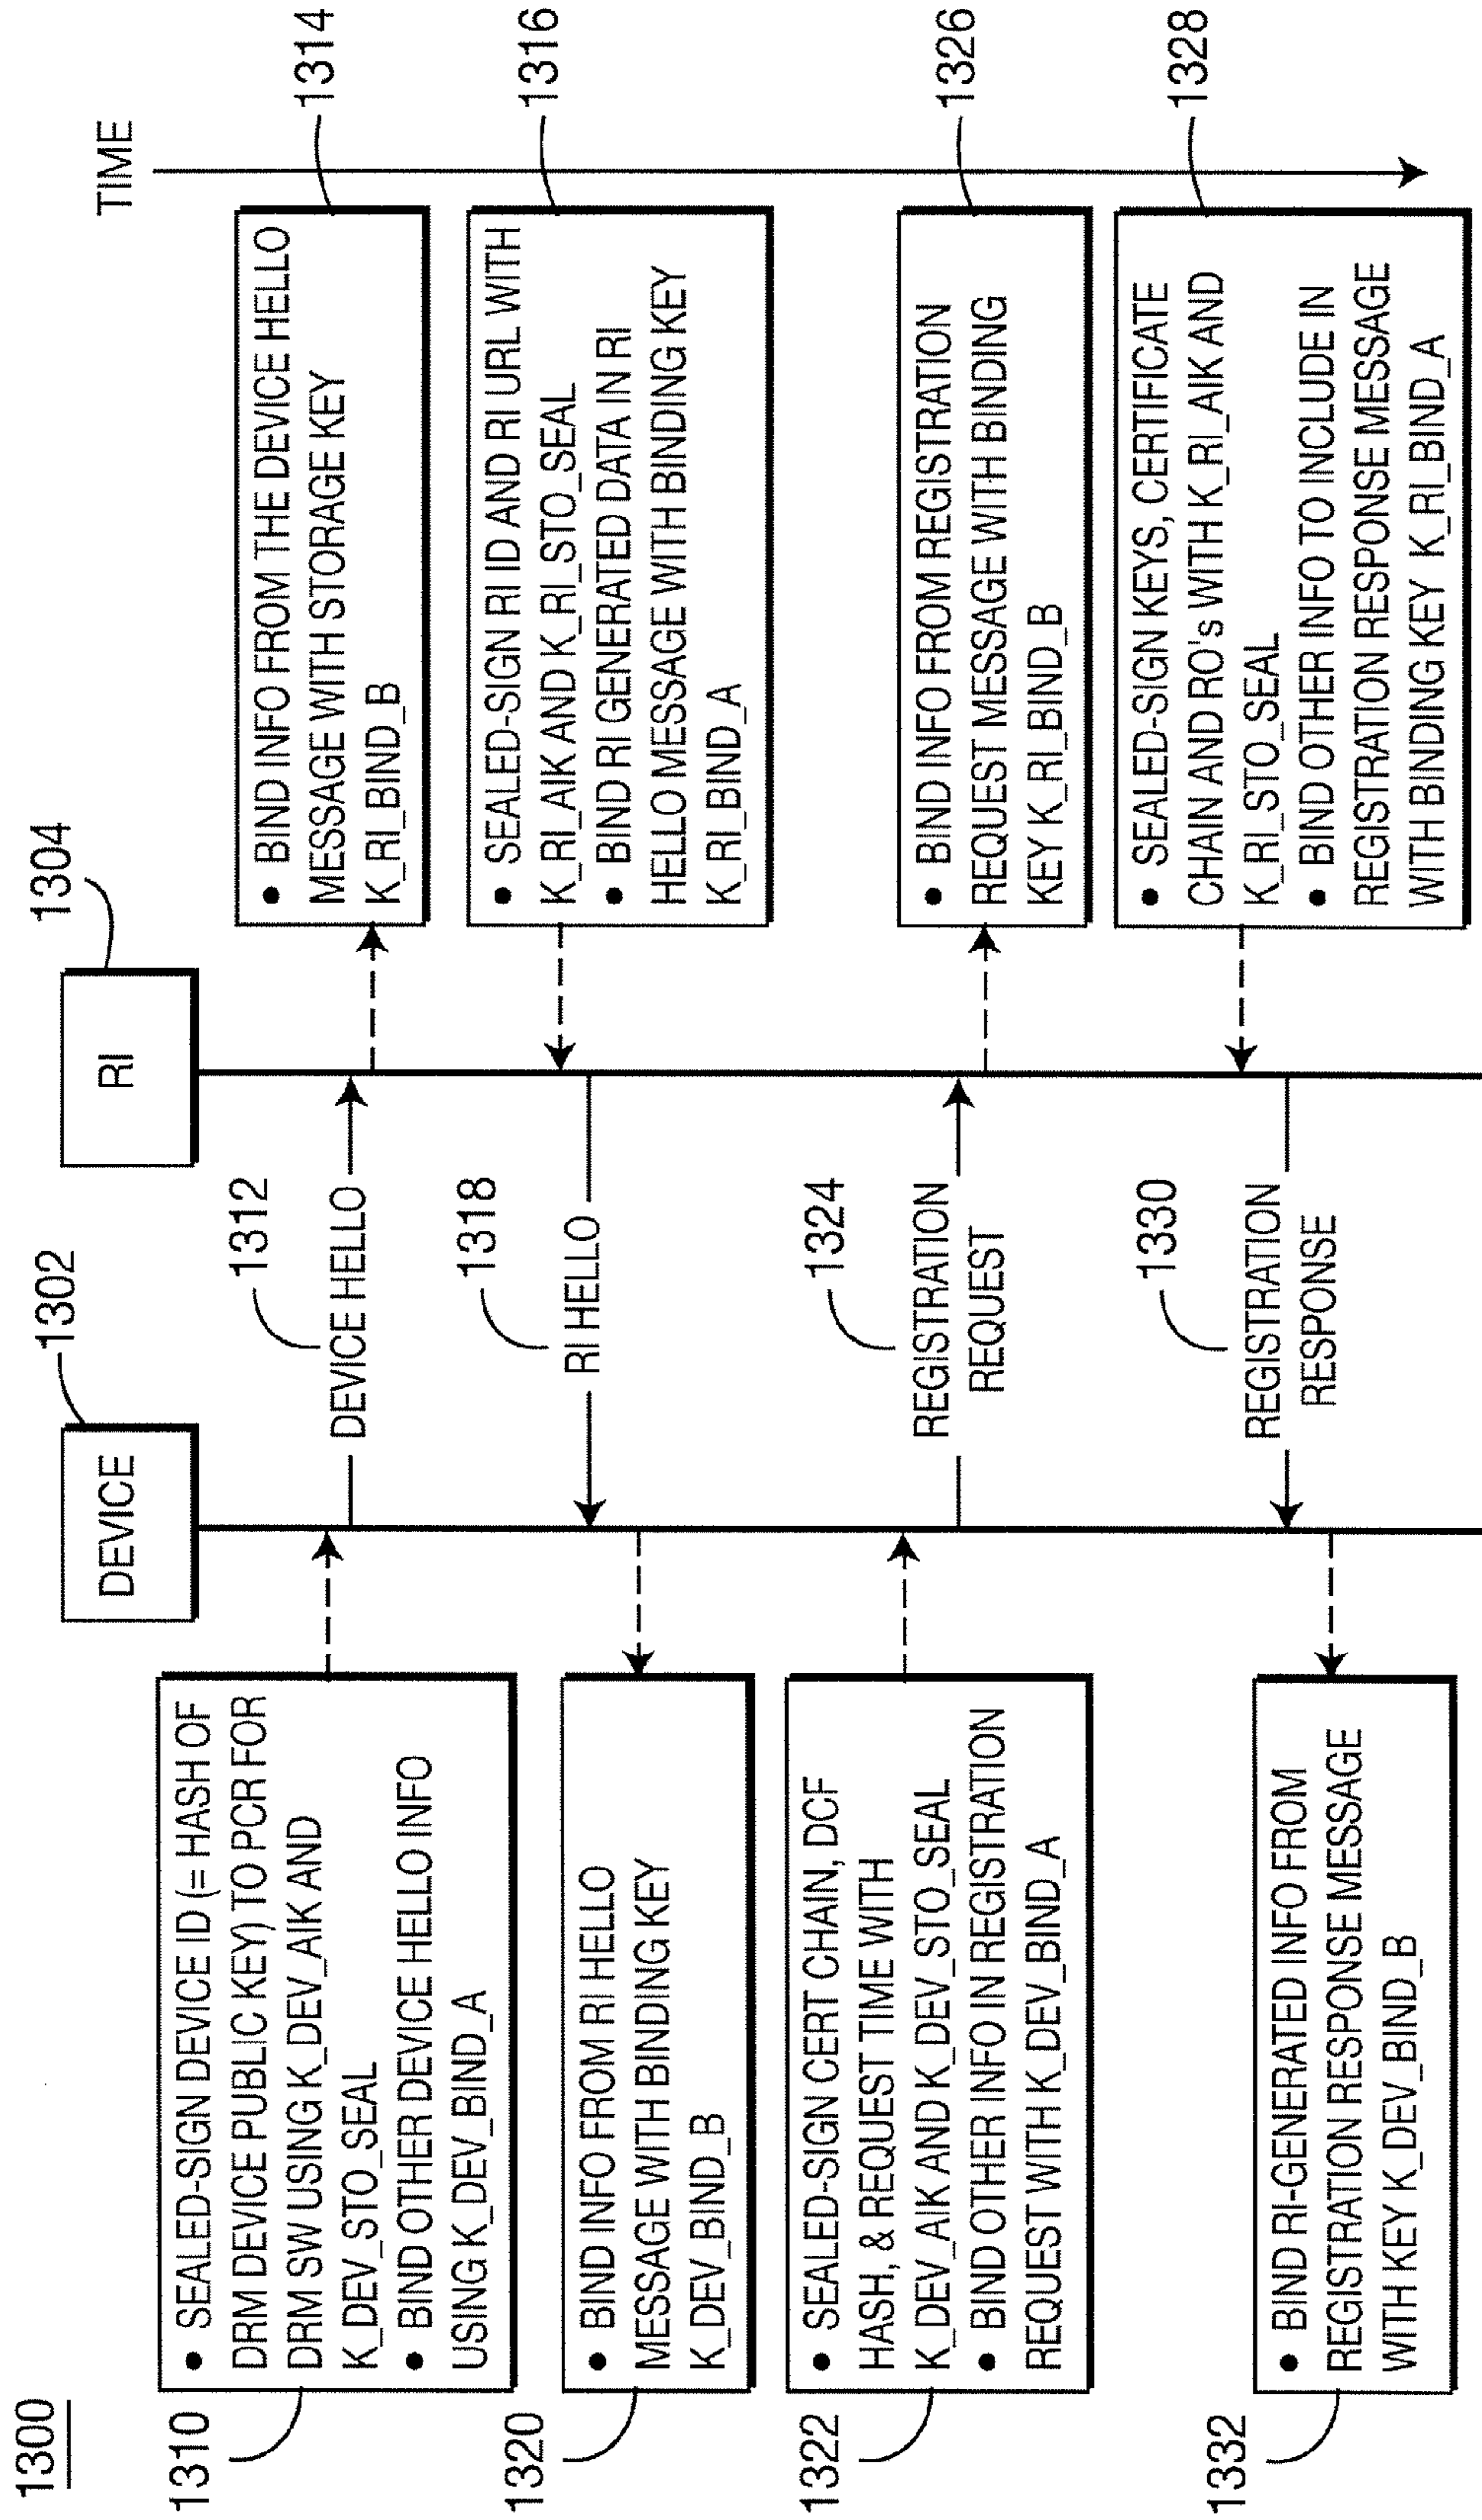 1300
DEVICE
1302
RI
1304
TIME
1310
• SEALED-SIGN DEVICE ID (= HASH OF
DRM DEVICE PUBLIC KEY) TO PCR FOR
DRM SW USING K_DEV_AIK AND
K_DEV_STO_SEAL
• BIND OTHER DEVICE HELLO INFO
USING K_DEV_BIND_A
1312
DEVICE HELLO
• BIND INFO FROM THE DEVICE HELLO
MESSAGE WITH STORAGE KEY
K_RI_BIND_B
1314
• SEALED-SIGN RI ID AND RI URL WITH
K_RI_AIK AND K_RI_STO_SEAL
• BIND RI GENERATED DATA IN RI
HELLO MESSAGE WITH BINDING KEY
K_RI_BIND_A
1316
1318
RI HELLO
1320
• BIND INFO FROM RI HELLO
MESSAGE WITH BINDING KEY
K_DEV_BIND_B
1322
• SEALED-SIGN CERT CHAIN, DCF
HASH, & REQUEST TIME WITH
K_DEV_AIK AND K_DEV_STO_SEAL
• BIND OTHER INFO IN REGISTRATION
REQUEST WITH K_DEV_BIND_A
1324
REGISTRATION
REQUEST
• BIND INFO FROM REGISTRATION
REQUEST MESSAGE WITH BINDING
KEY K_RI_BIND_B
1326
• SEALED-SIGN KEYS, CERTIFICATE
CHAIN AND RO's WITH K_RI_AIK AND
K_RI_STO_SEAL
• BIND OTHER INFO TO INCLUDE IN
REGISTRATION RESPONSE MESSAGE
WITH BINDING KEY K_RI_BIND_A
1328
1330
REGISTRATION
RESPONSE
1332
• BIND RI-GENERATED INFO FROM
REGISTRATION RESPONSE MESSAGE
WITH KEY K_DEV_BIND_B